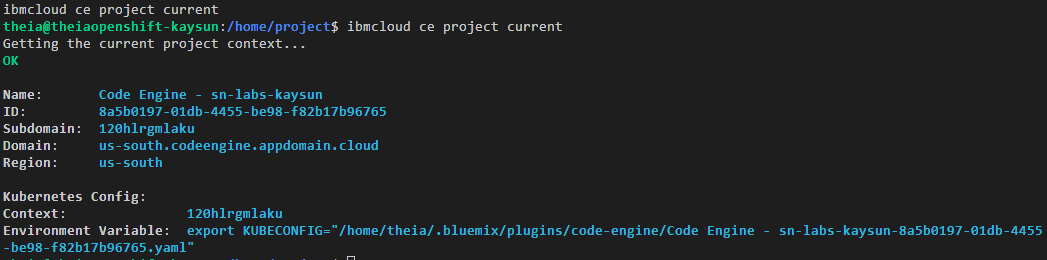 ibmcloud ce project current
theia@theiaopenshift-kaysun:/home/project$ ibmcloud ce project current
Getting the current project context...
OK
Name: Code Engine - sn-labs-kaysun
ID: 8a5b0197-01db-4455-be98-f82b17b96765
Subdomain: 120hlrgmlaku
Domain: us-south.codeengine.appdomain.cloud
Region: us-south
Kubernetes Config:
Context: 120hlrgmlaku
Environment Variable: export KUBECONFIG="/home/theia/.bluemix/plugins/code-engine/Code Engine - sn-labs-kaysun-8a5b0197-01db-4455
-be98-f82b17b96765.yaml"